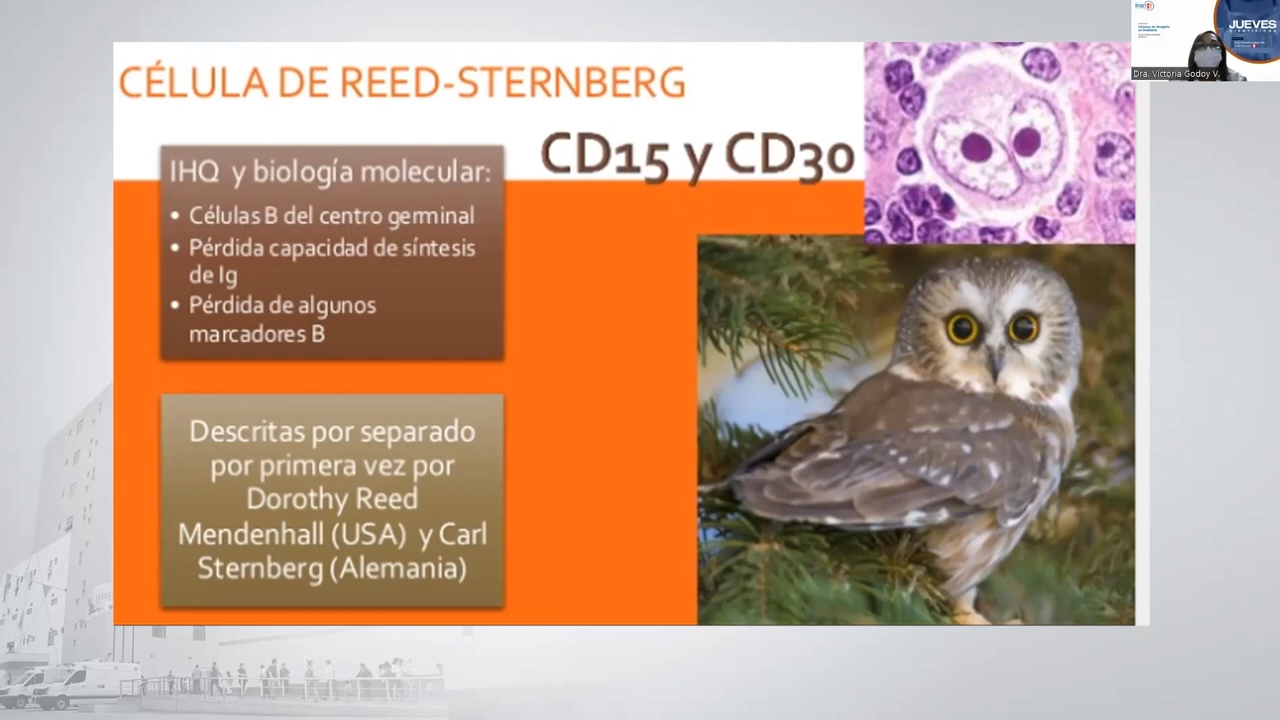 CÉLULA DE REED-STERNBERG
CD15 y CD30
IHQ y biología molecular:
• Células B del centro germinal
• Pérdida capacidad de síntesis
de Ig
• Pérdida de algunos
marcadores B
Descritas por separado
por primera vez por
Dorothy Reed
Mendenhall (USA) y Carl
Sternberg (Alemania)
JUEVES
CIENTÍFICOS
Dra. Victoria Godoy V.